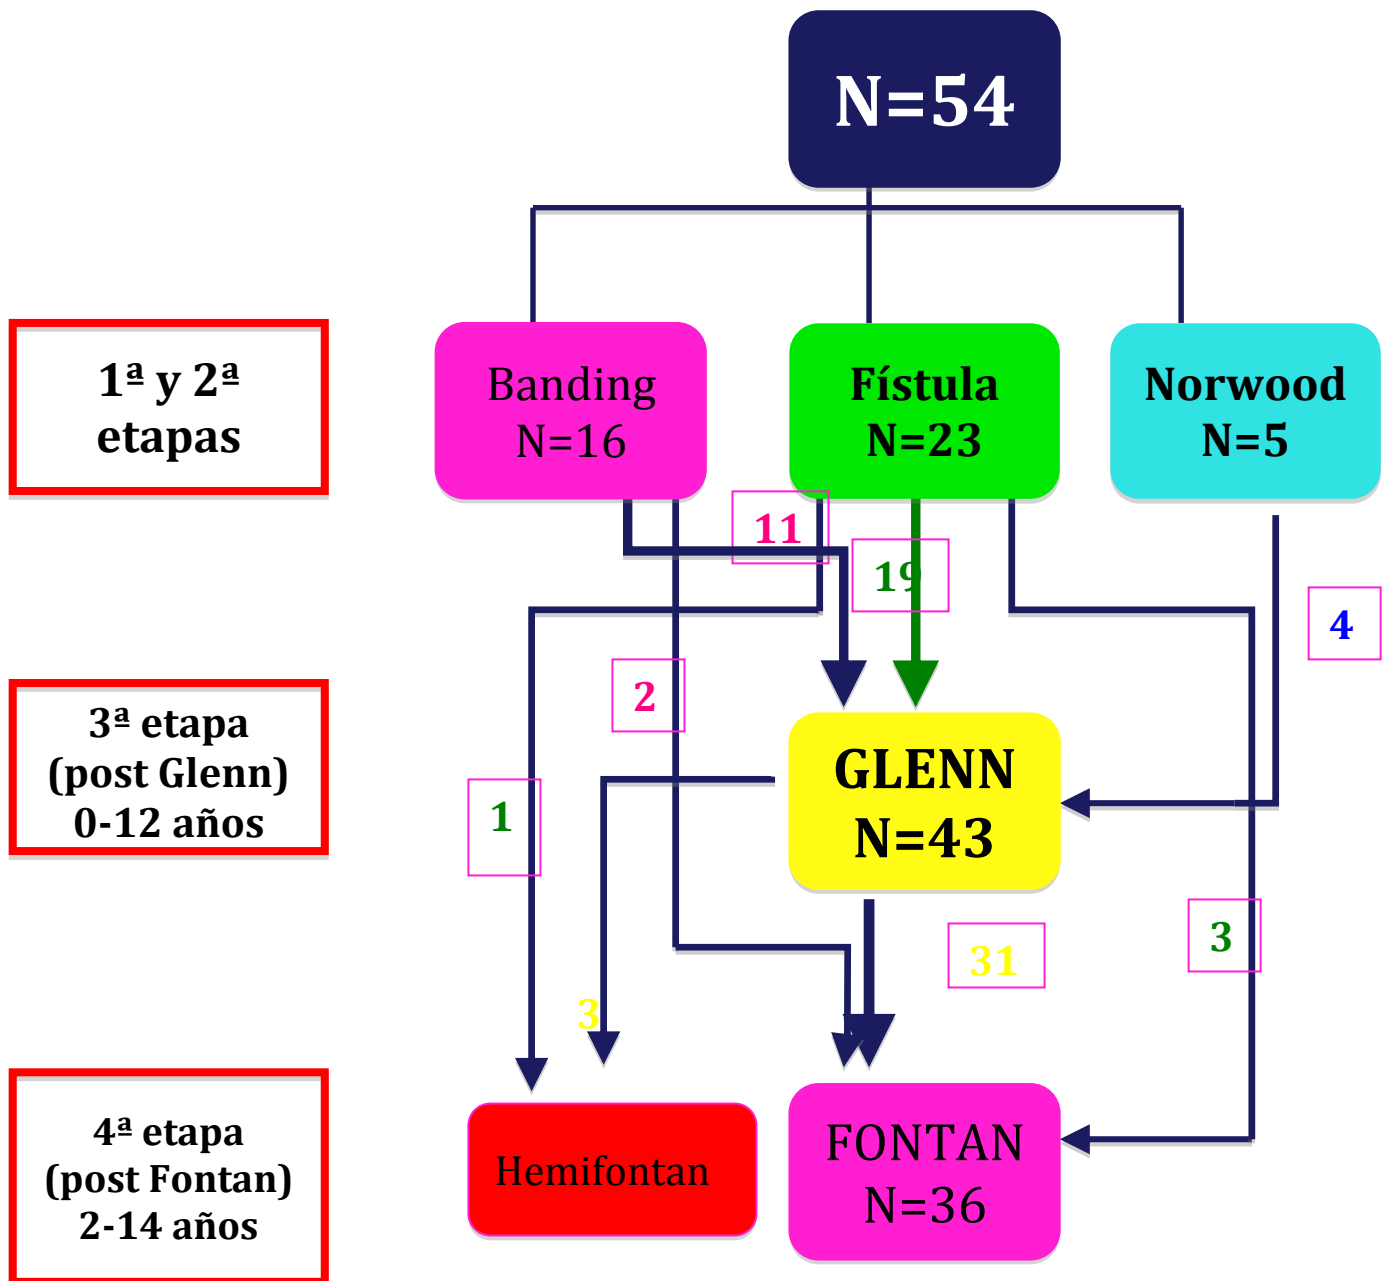 N=54
1ª y 2ª
etapas
Banding
N=16
Fístula
N=23
Norwood
N=5
11
19
4
2
3ª etapa
(post Glenn)
0-12 años
GLENN
N=43
1
3
31
3
4ª etapa
(post Fontan)
2-14 años
Hemifontan
FONTAN
N=36